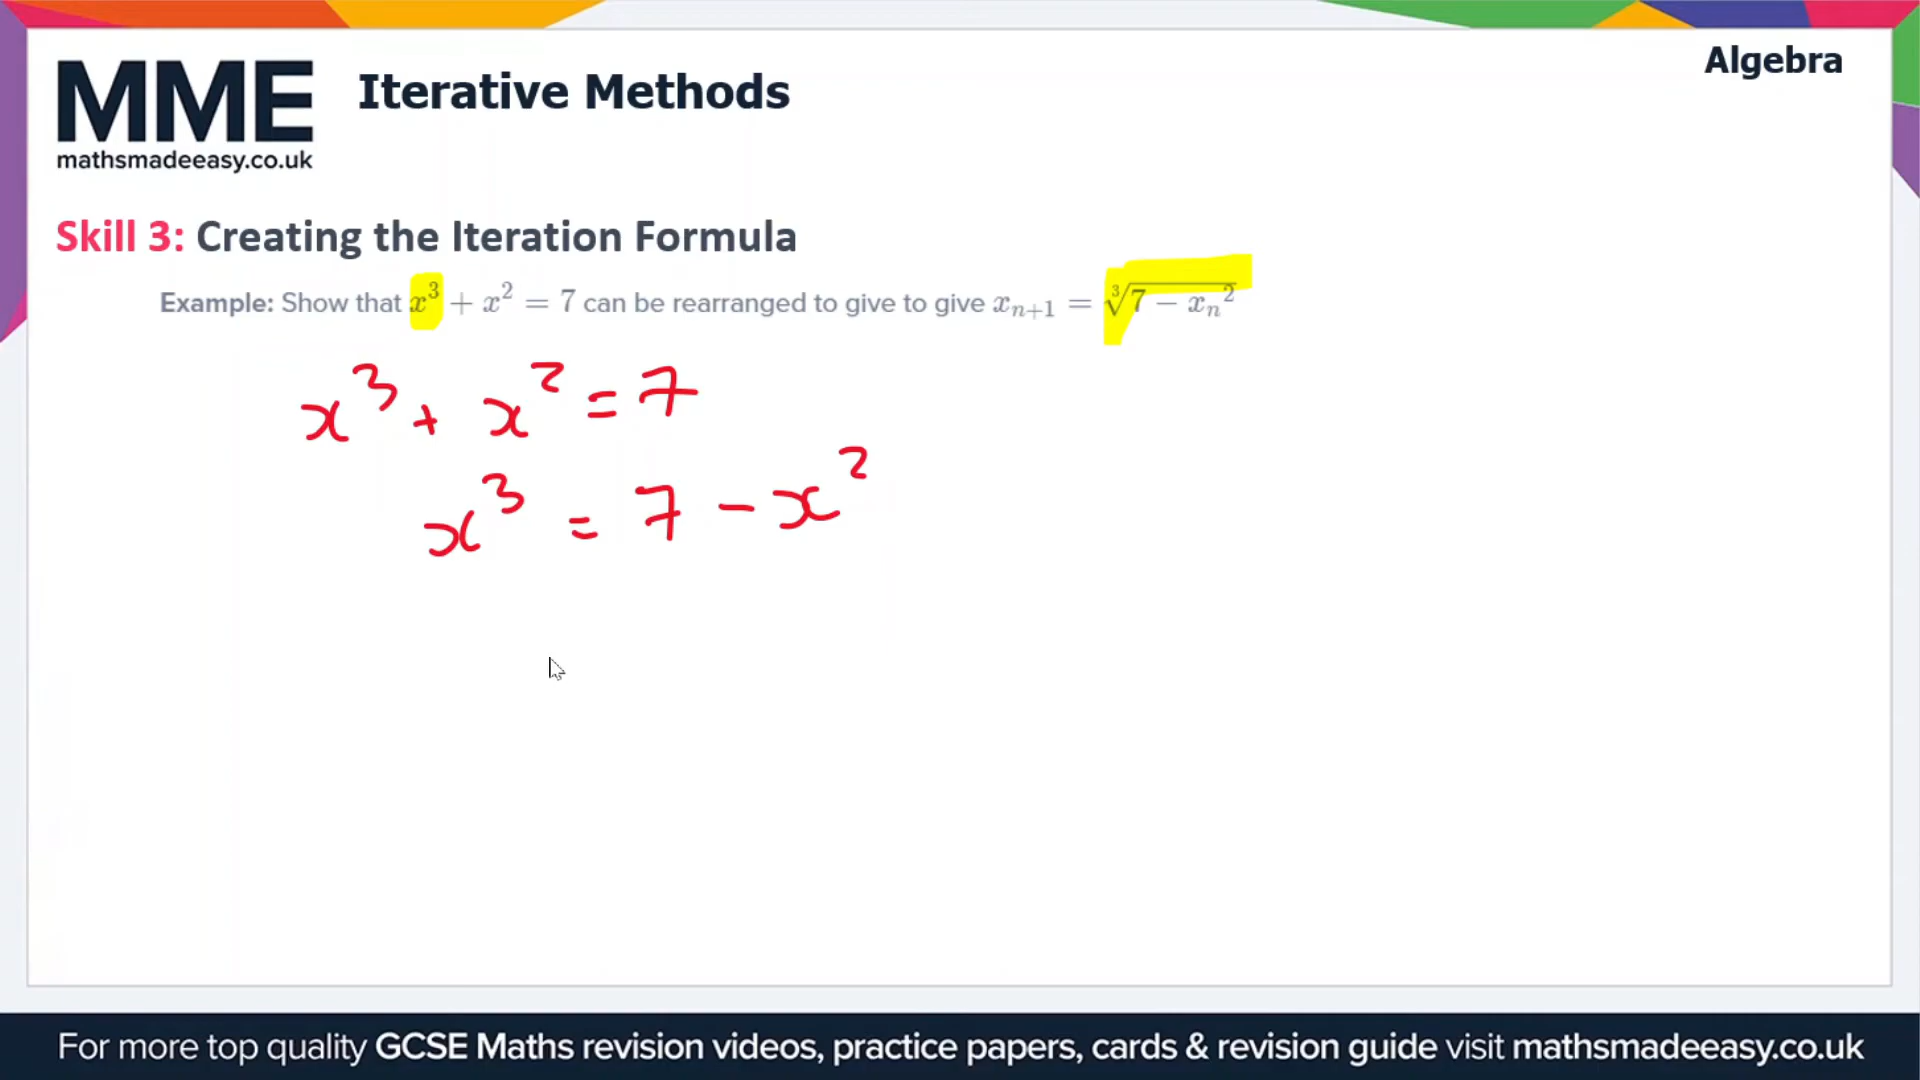 Algebra
MME
mathsmadeeasy.co.uk
Iterative Methods
Skill 3: Creating the Iteration Formula
Example: Show that x³ + x² = 7 can be rearranged to give to give xₙ₊₁ = ∛(7 − xₙ²)
x³ + x² = 7
x³ = 7 − x²
For more top quality GCSE Maths revision videos, practice papers, cards & revision guide visit mathsmadeeasy.co.uk